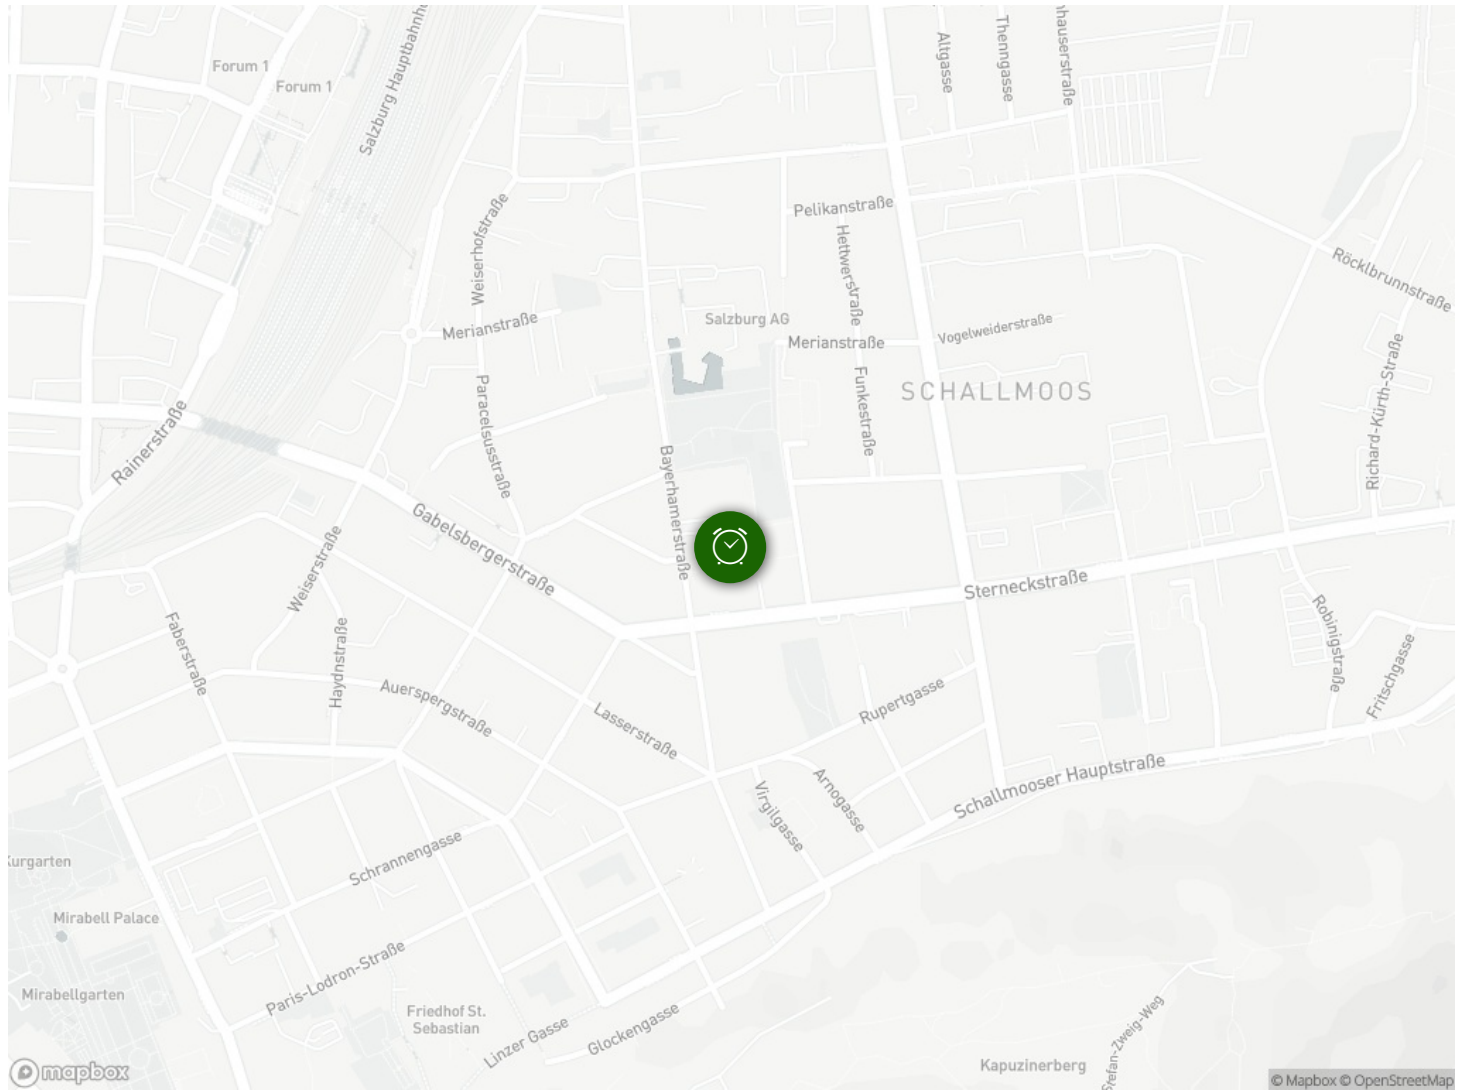 Salzburg Hauptbahnho
Forum 1
Forum 1
Altgasse
Thenngasse
nhauserstraße
Pelikanstraße
Weiserhofstraße
Hettwerstraße
Röcklbrunnstraße
Merianstraße
Salzburg AG
Merianstraße
Vogelweiderstraße
Rainerstraße
Paracelsusstraße
Funkestraße
SCHALLMOOS
Richard-Kürth-Straße
Bayerhamerstraße
Gabelsbergerstraße
Weiserstraße
Sterneckstraße
Faberstraße
Haydnstraße
Robinigstraße
Fritschgasse
Auerspergstraße
Lasserstraße
Rupertgasse
Virgilgasse
Arnogasse
Schallmooser Hauptstraße
Kurgarten
Schrannengasse
Mirabell Palace
Paris-Lodron-Straße
Mirabellgarten
Friedhof St.
Sebastian
Linzer Gasse
Glockengasse
Kapuzinerberg
Stefan-Zweig-Weg
mapbox
© Mapbox © OpenStreetMap